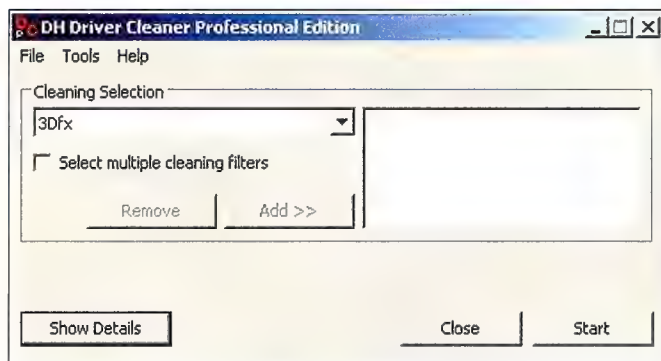 DH Driver Cleaner Professional Edition
File Tools Help
Cleaning Selection
3Dfx
Select multiple cleaning filters
Remove Add >>
Show Details Close Start